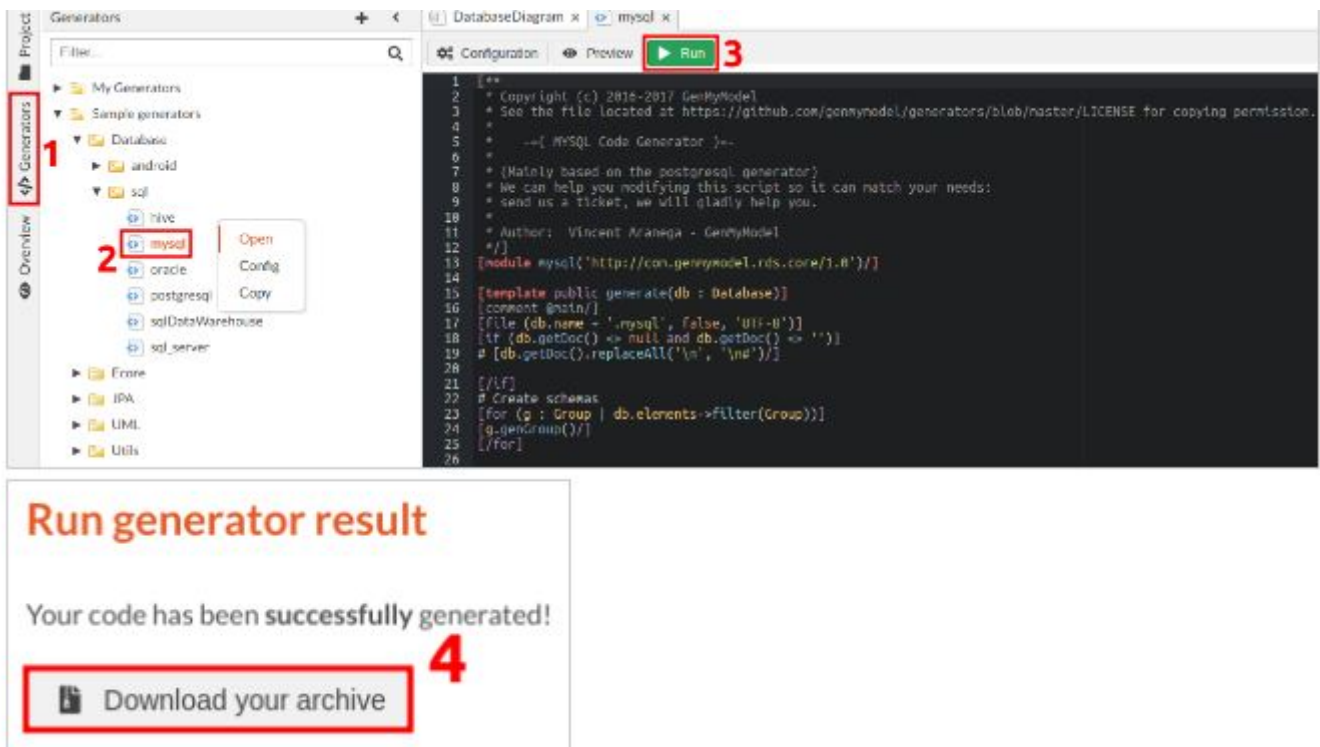 Project
Generators
Overview
1
Generators + <
Filter...
My Generators
Sample generators
Database
android
sql
hive
mysql
2
oracle
postgresql
sqlDataWarehouse
sql_server
Ecore
JPA
UML
Utils
Open
Config
Copy
DatabaseDiagram × mysql ×
Configuration Preview Run 3
1 [**
2 * Copyright (c) 2016-2017 GenMyModel
3 * See the file located at https://github.com/genmymodel/generators/blob/master/LICENSE for copying permission.
4 *
5 * -=( MYSQL Code Generator )=-
6 *
7 * (Mainly based on the postgresql generator)
8 * We can help you modifying this script so it can match your needs:
9 * send us a ticket, we will gladly help you.
10 *
11 * Author: Vincent Aranega - GenMyModel
12 */]
13 [module mysql('http://com.genmymodel.rds.core/1.0')/]
14
15 [template public generate(db : Database)]
16 [comment @main/]
17 [file (db.name + '.mysql', false, 'UTF-8')]
18 [if (db.getDoc() <> null and db.getDoc() <> '')]
19 # [db.getDoc().replaceAll('\n', '\n#')/]
20
21 [/if]
22 # Create schemas
23 [for (g : Group | db.elements->filter(Group))]
24 [g.genGroup()/]
25 [/for]
26
Run generator result
Your code has been successfully generated!
4
Download your archive